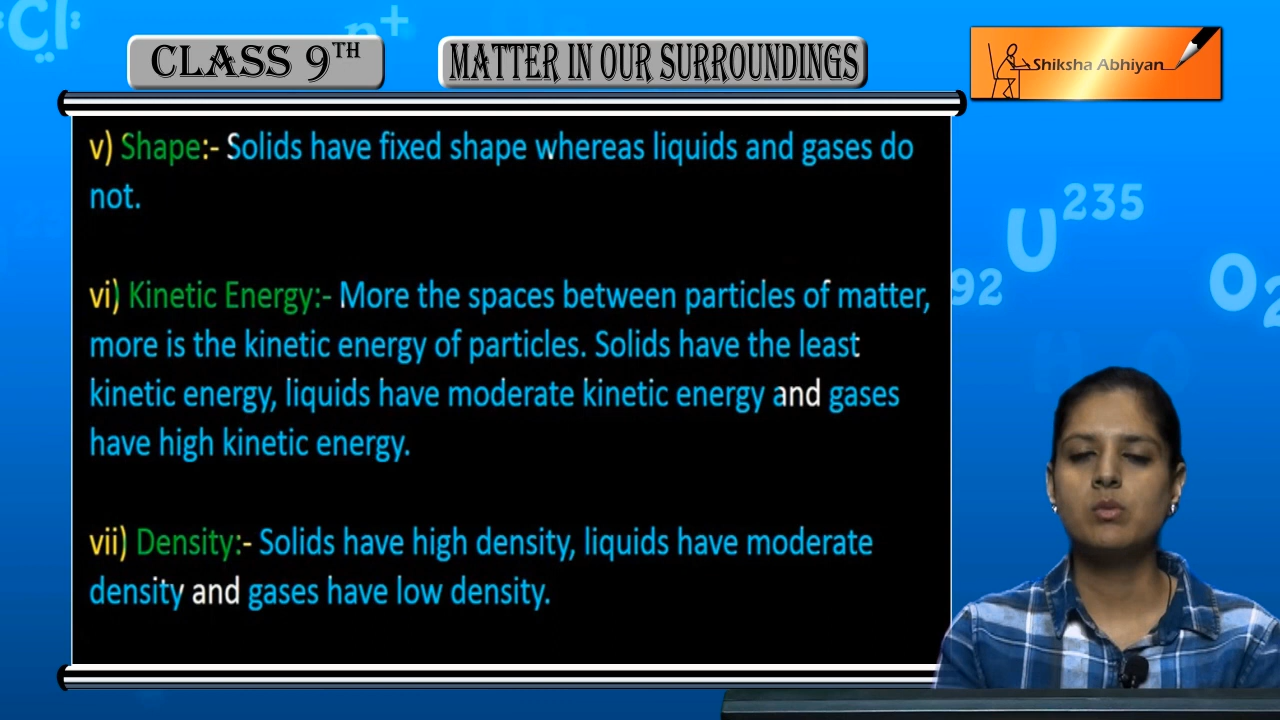 CLASS 9TH
MATTER IN OUR SURROUNDINGS
Shiksha Abhiyan
v) Shape:- Solids have fixed shape whereas liquids and gases do
not.
vi) Kinetic Energy:- More the spaces between particles of matter,
more is the kinetic energy of particles. Solids have the least
kinetic energy, liquids have moderate kinetic energy and gases
have high kinetic energy.
vii) Density:- Solids have high density, liquids have moderate
density and gases have low density.
Cl
n+
U 235
92
O2
H2O